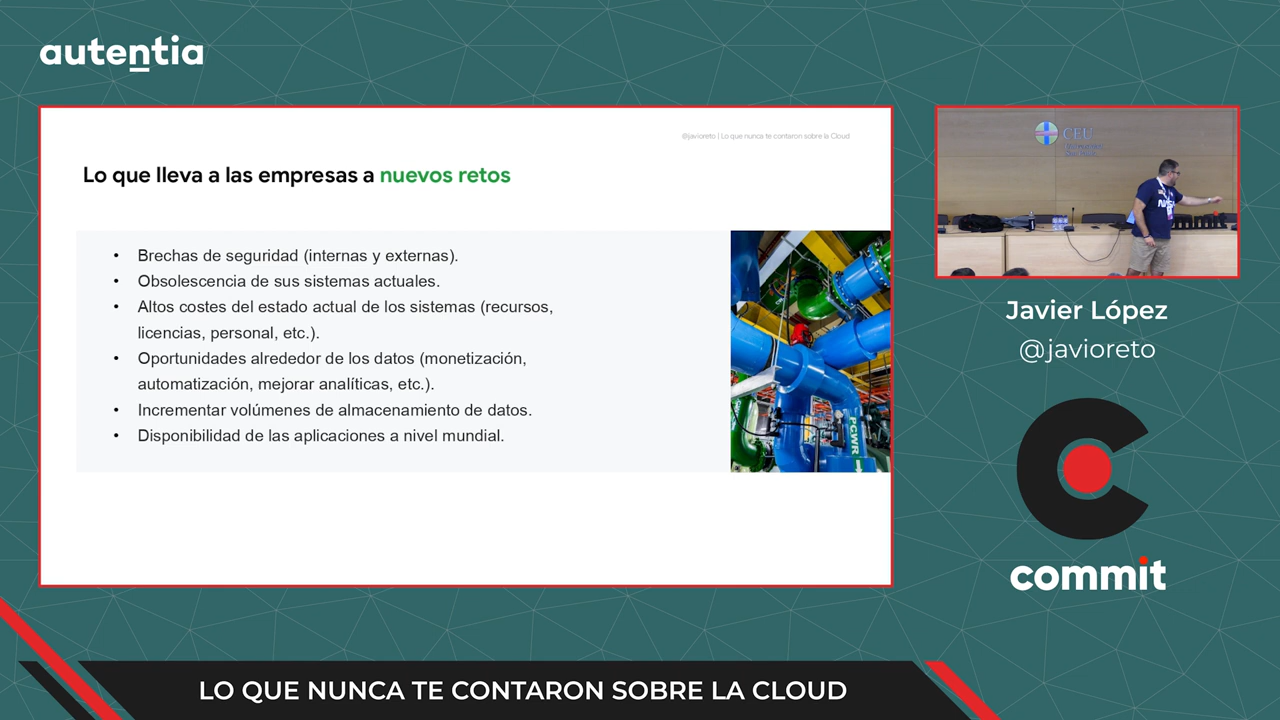 autentia
@javioreto | Lo que nunca te contaron sobre la Cloud
Lo que lleva a las empresas a nuevos retos
• Brechas de seguridad (internas y externas).
• Obsolescencia de sus sistemas actuales.
• Altos costes del estado actual de los sistemas (recursos,
licencias, personal, etc.).
• Oportunidades alrededor de los datos (monetización,
automatización, mejorar analíticas, etc.).
• Incrementar volúmenes de almacenamiento de datos.
• Disponibilidad de las aplicaciones a nivel mundial.
PCWR
CEU
NASA
Javier López
@javioreto
commit
LO QUE NUNCA TE CONTARON SOBRE LA CLOUD